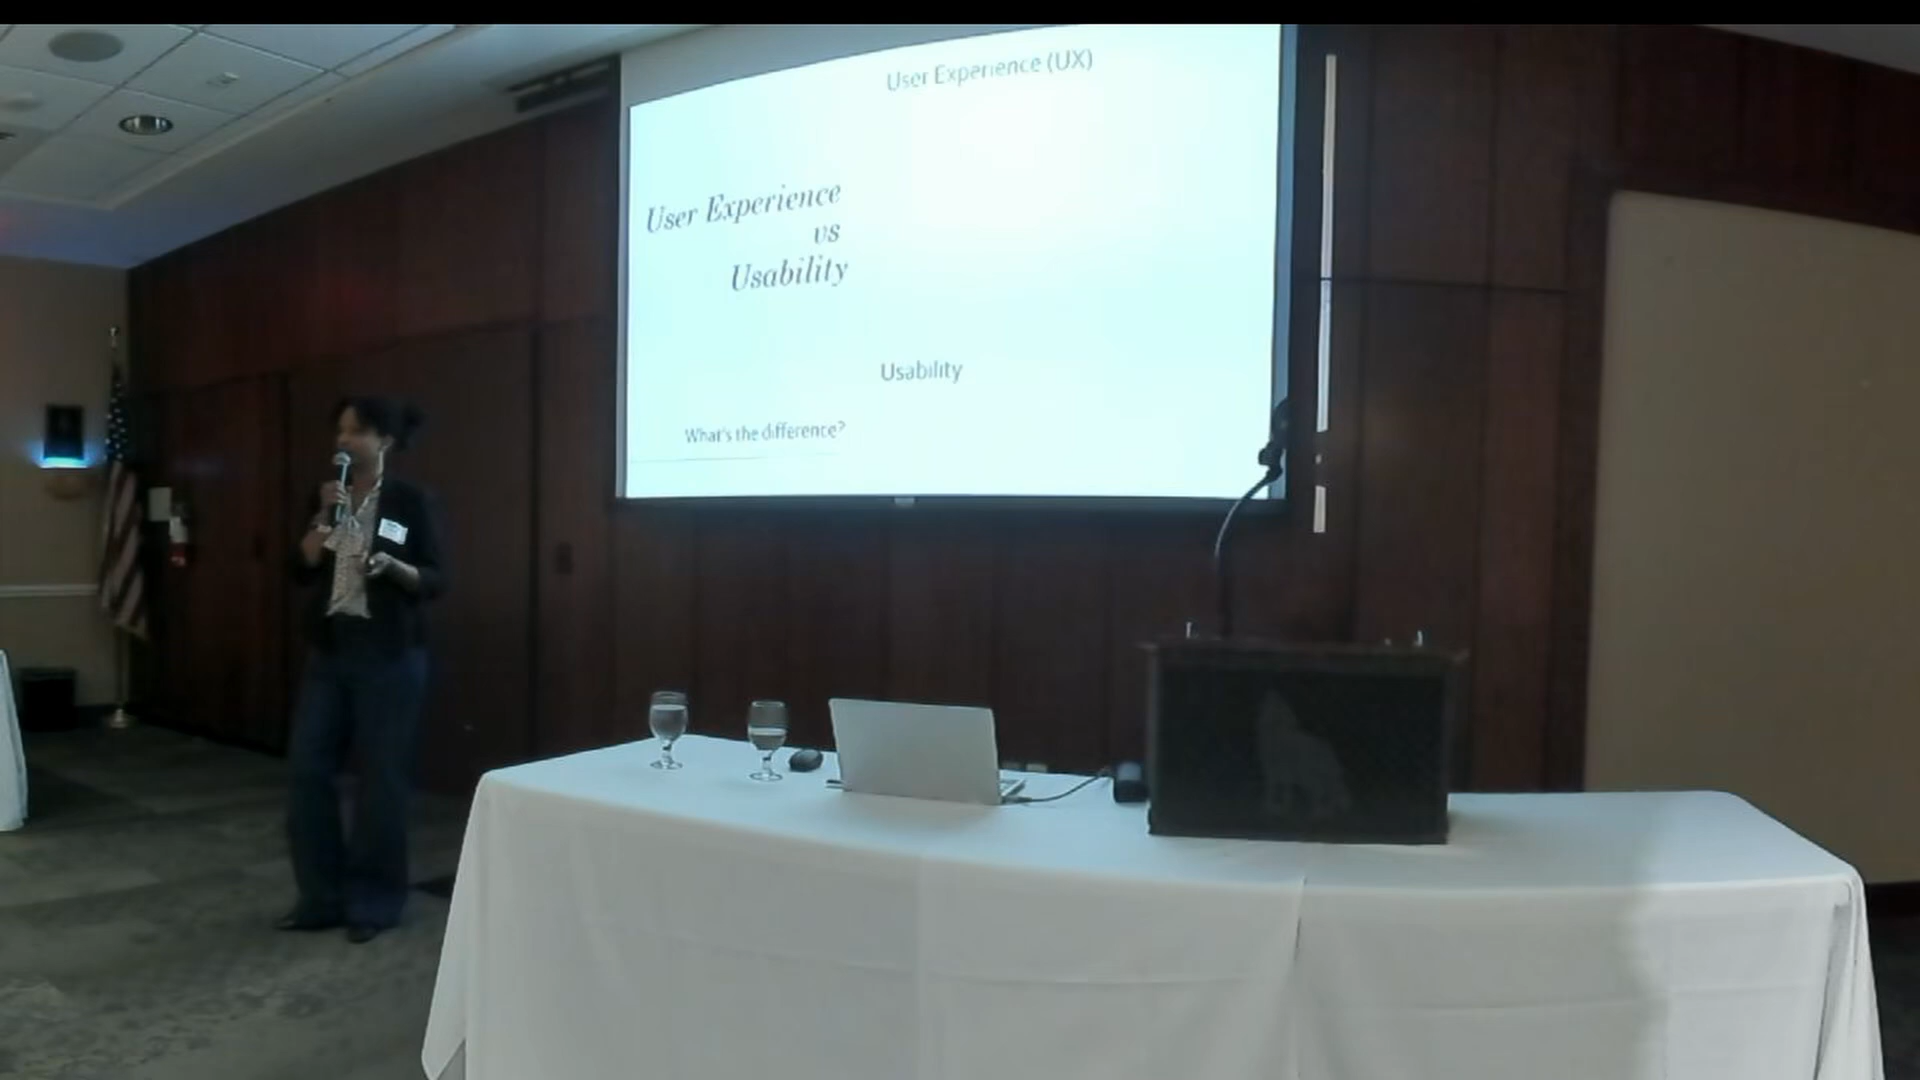 User Experience (UX)
User Experience
vs
Usability
Usability
What's the difference?